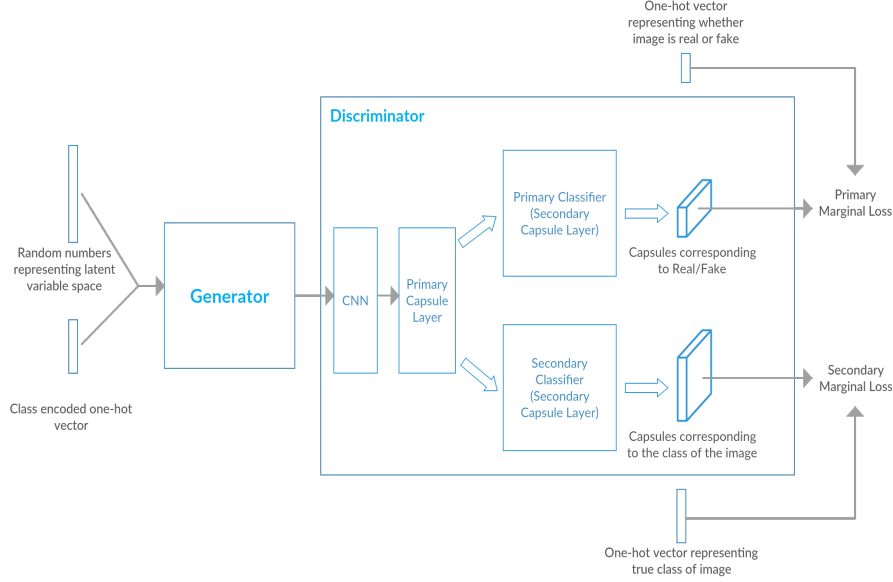 One-hot vector
representing whether
image is real or fake
Discriminator
Primary Classifier
(Secondary
Capsule Layer)
Primary
Marginal Loss
Random numbers
representing latent
variable space
Capsules corresponding
to Real/Fake
Generator
CNN
Primary
Capsule
Layer
Secondary
Classifier
(Secondary
Capsule Layer)
Secondary
Marginal Loss
Class encoded one-hot
vector
Capsules corresponding
to the class of the image
One-hot vector representing
true class of image